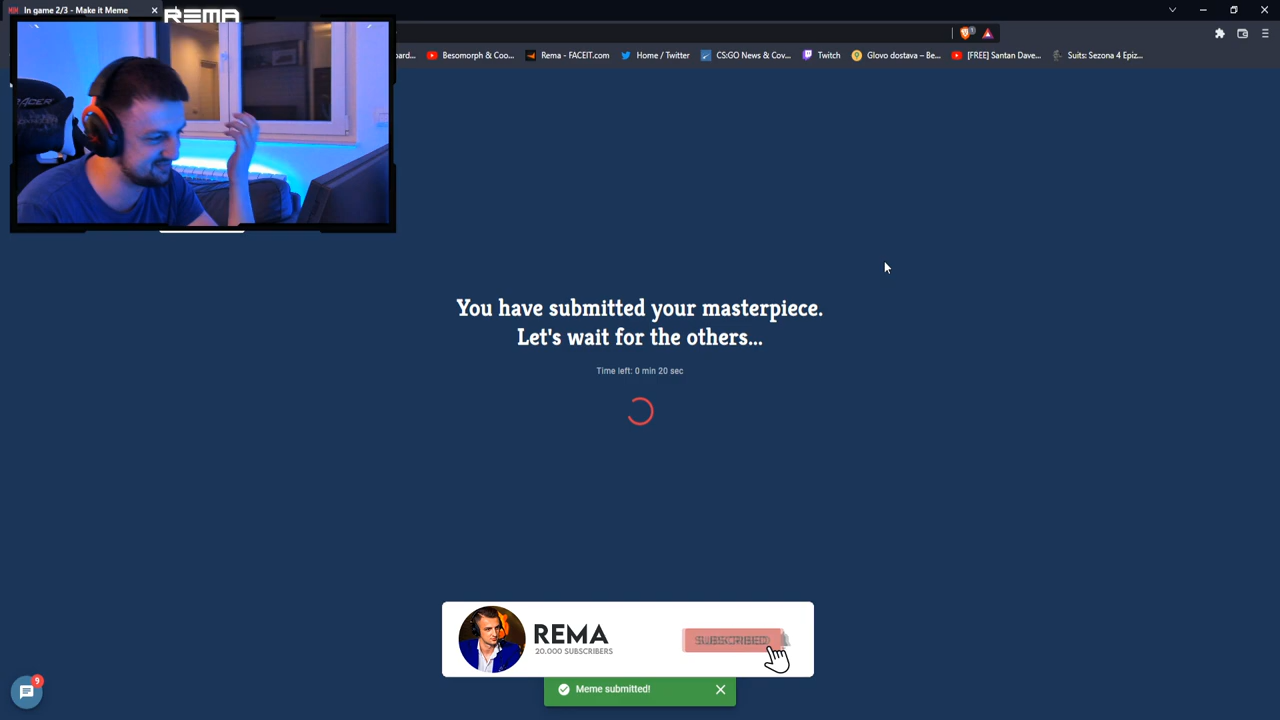 In game 2/3 - Make it Meme
REMA
Besomorph & Coo...
Rema - FACEIT.com
Home / Twitter
CS:GO News & Cov...
Twitch
Glovo dostava – Be...
[FREE] Santan Dave...
Suits: Sezona 4 Epiz...
You have submitted your masterpiece.
Let's wait for the others...
Time left: 0 min 20 sec
REMA
20.000 SUBSCRIBERS
SUBSCRIBED
Meme submitted!
9